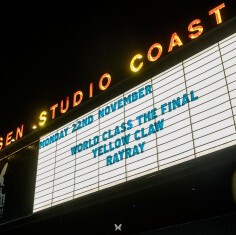 SEN STUDIO COAST
MONDAY 22ND NOVEMBER
WORLD CLASS THE FINAL
YELLOW CLAW
RAYRAY